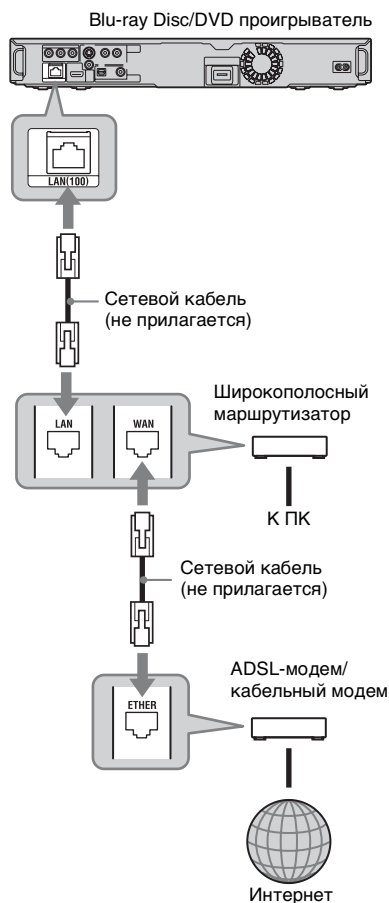 Blu-ray Disc/DVD проигрыватель
LAN(100)
Сетевой кабель
(не прилагается)
Широкополосный
маршрутизатор
LAN
WAN
К ПК
Сетевой кабель
(не прилагается)
ADSL-модем/
кабельный модем
ETHER
Интернет